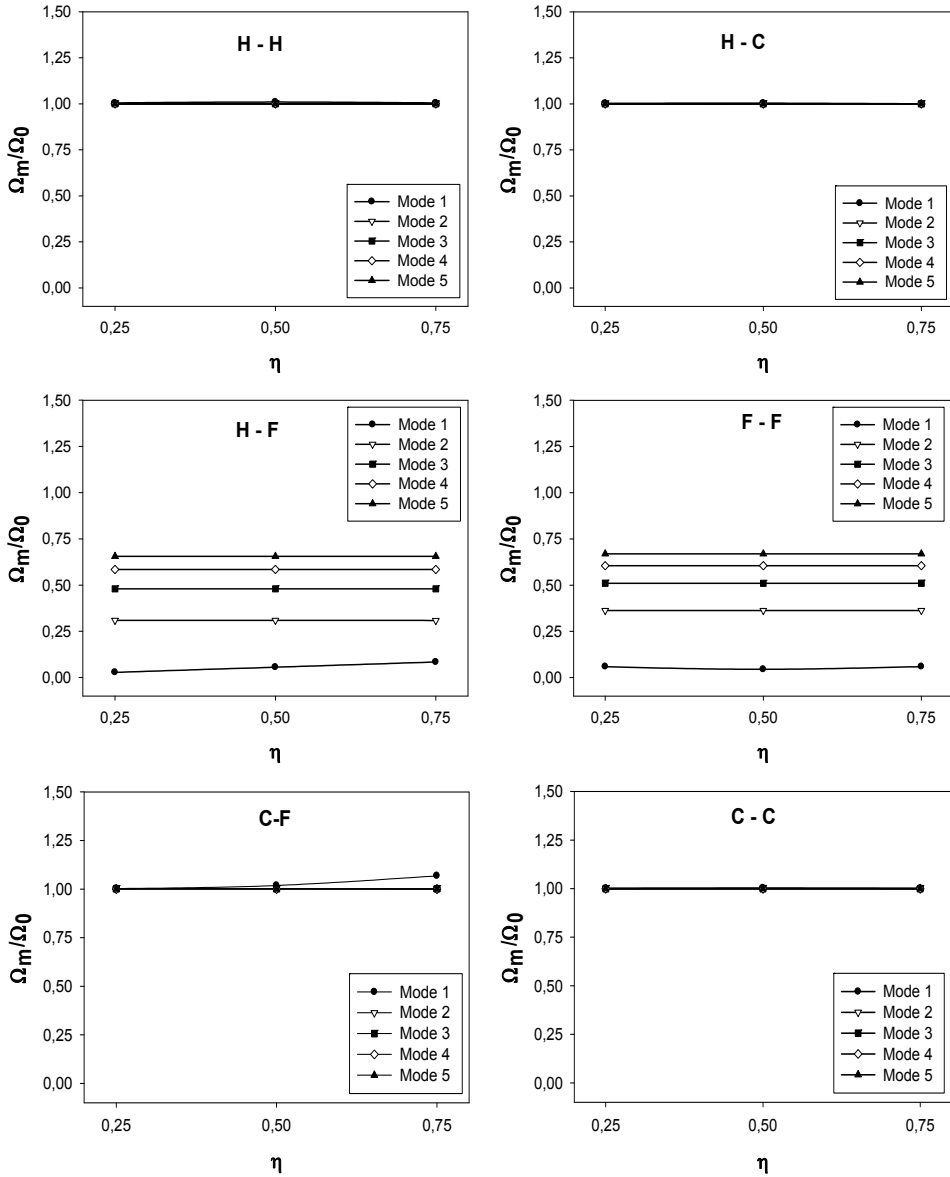 H - H
1,50
1,25
1,00
0,75
0,50
0,25
0,00
Ωm/Ω0
Mode 1
Mode 2
Mode 3
Mode 4
Mode 5
0,25 0,50 0,75
η
H - C
1,50
1,25
1,00
0,75
0,50
0,25
0,00
Ωm/Ω0
Mode 1
Mode 2
Mode 3
Mode 4
Mode 5
0,25 0,50 0,75
η
H - F
1,50
1,25
1,00
0,75
0,50
0,25
0,00
Ωm/Ω0
Mode 1
Mode 2
Mode 3
Mode 4
Mode 5
0,25 0,50 0,75
η
F - F
1,50
1,25
1,00
0,75
0,50
0,25
0,00
Ωm/Ω0
Mode 1
Mode 2
Mode 3
Mode 4
Mode 5
0,25 0,50 0,75
η
C-F
1,50
1,25
1,00
0,75
0,50
0,25
0,00
Ωm/Ω0
Mode 1
Mode 2
Mode 3
Mode 4
Mode 5
0,25 0,50 0,75
η
C - C
1,50
1,25
1,00
0,75
0,50
0,25
0,00
Ωm/Ω0
Mode 1
Mode 2
Mode 3
Mode 4
Mode 5
0,25 0,50 0,75
η